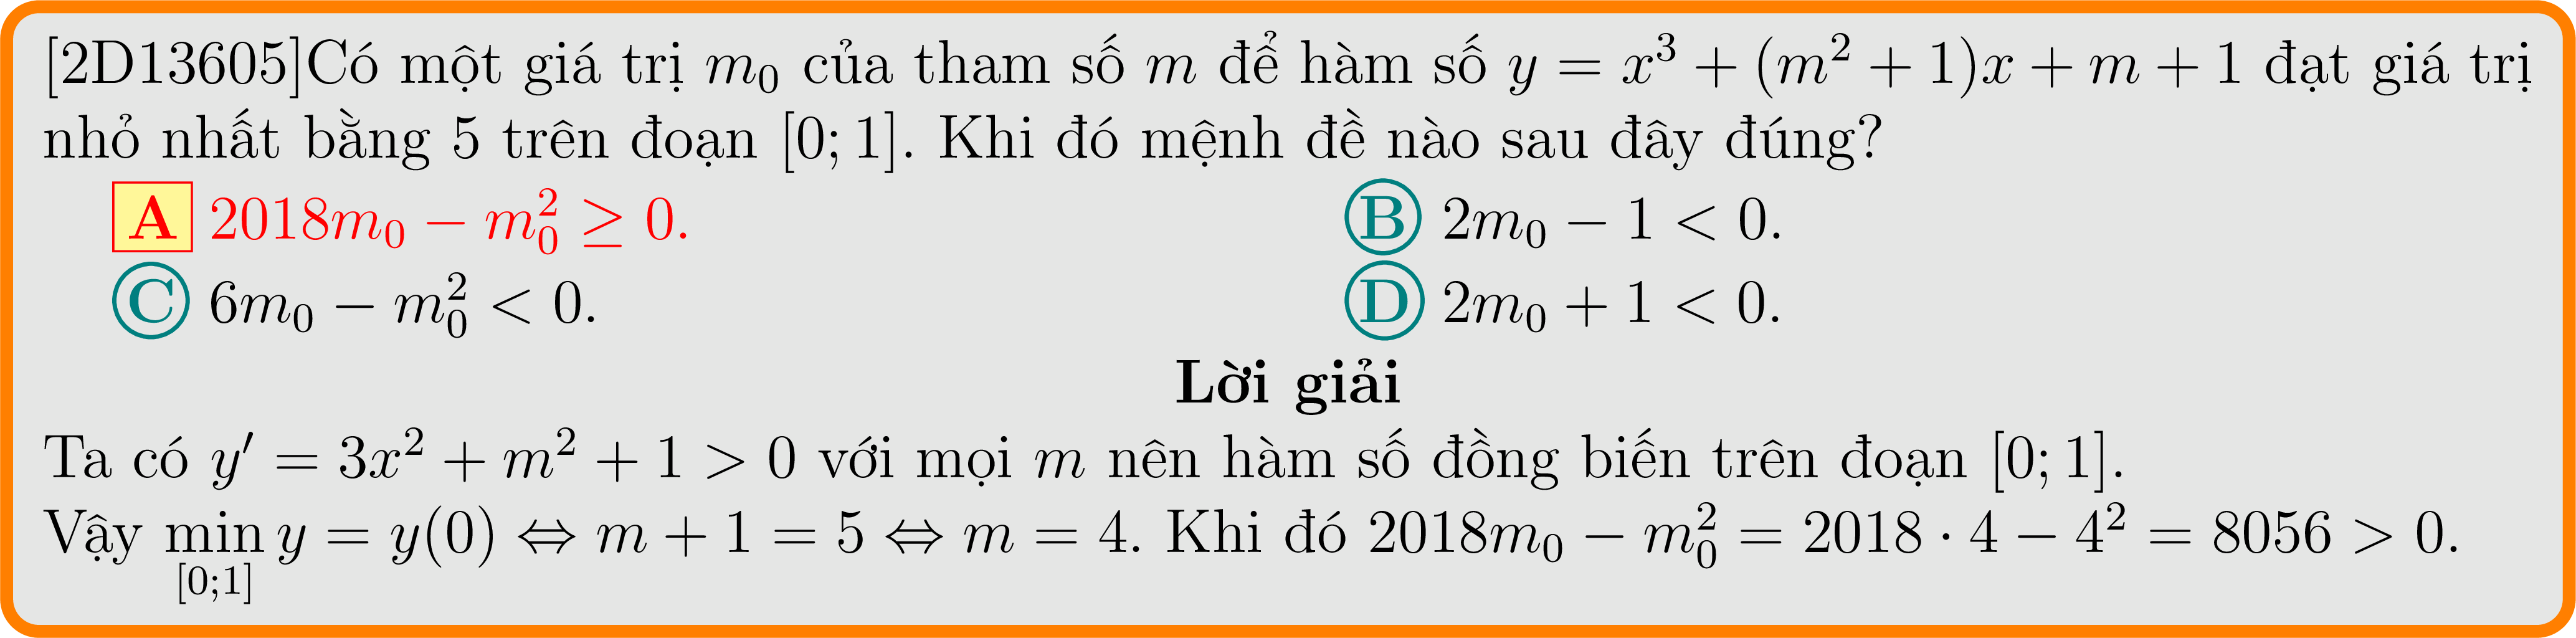 [2D13605]Có một giá trị $m_0$ của tham số $m$ để hàm số $y = x^3 + (m^2 + 1)x + m + 1$ đạt giá trị
nhỏ nhất bằng 5 trên đoạn $[0; 1]$. Khi đó mệnh đề nào sau đây đúng?
A $2018m_0 - m_0^2 \geq 0$. B $2m_0 - 1 < 0$.
C $6m_0 - m_0^2 < 0$. D $2m_0 + 1 < 0$.
Lời giải
Ta có $y' = 3x^2 + m^2 + 1 > 0$ với mọi $m$ nên hàm số đồng biến trên đoạn $[0; 1]$.
Vậy $\min\limits_{[0;1]} y = y(0) \Leftrightarrow m + 1 = 5 \Leftrightarrow m = 4$. Khi đó $2018m_0 - m_0^2 = 2018 \cdot 4 - 4^2 = 8056 > 0$.